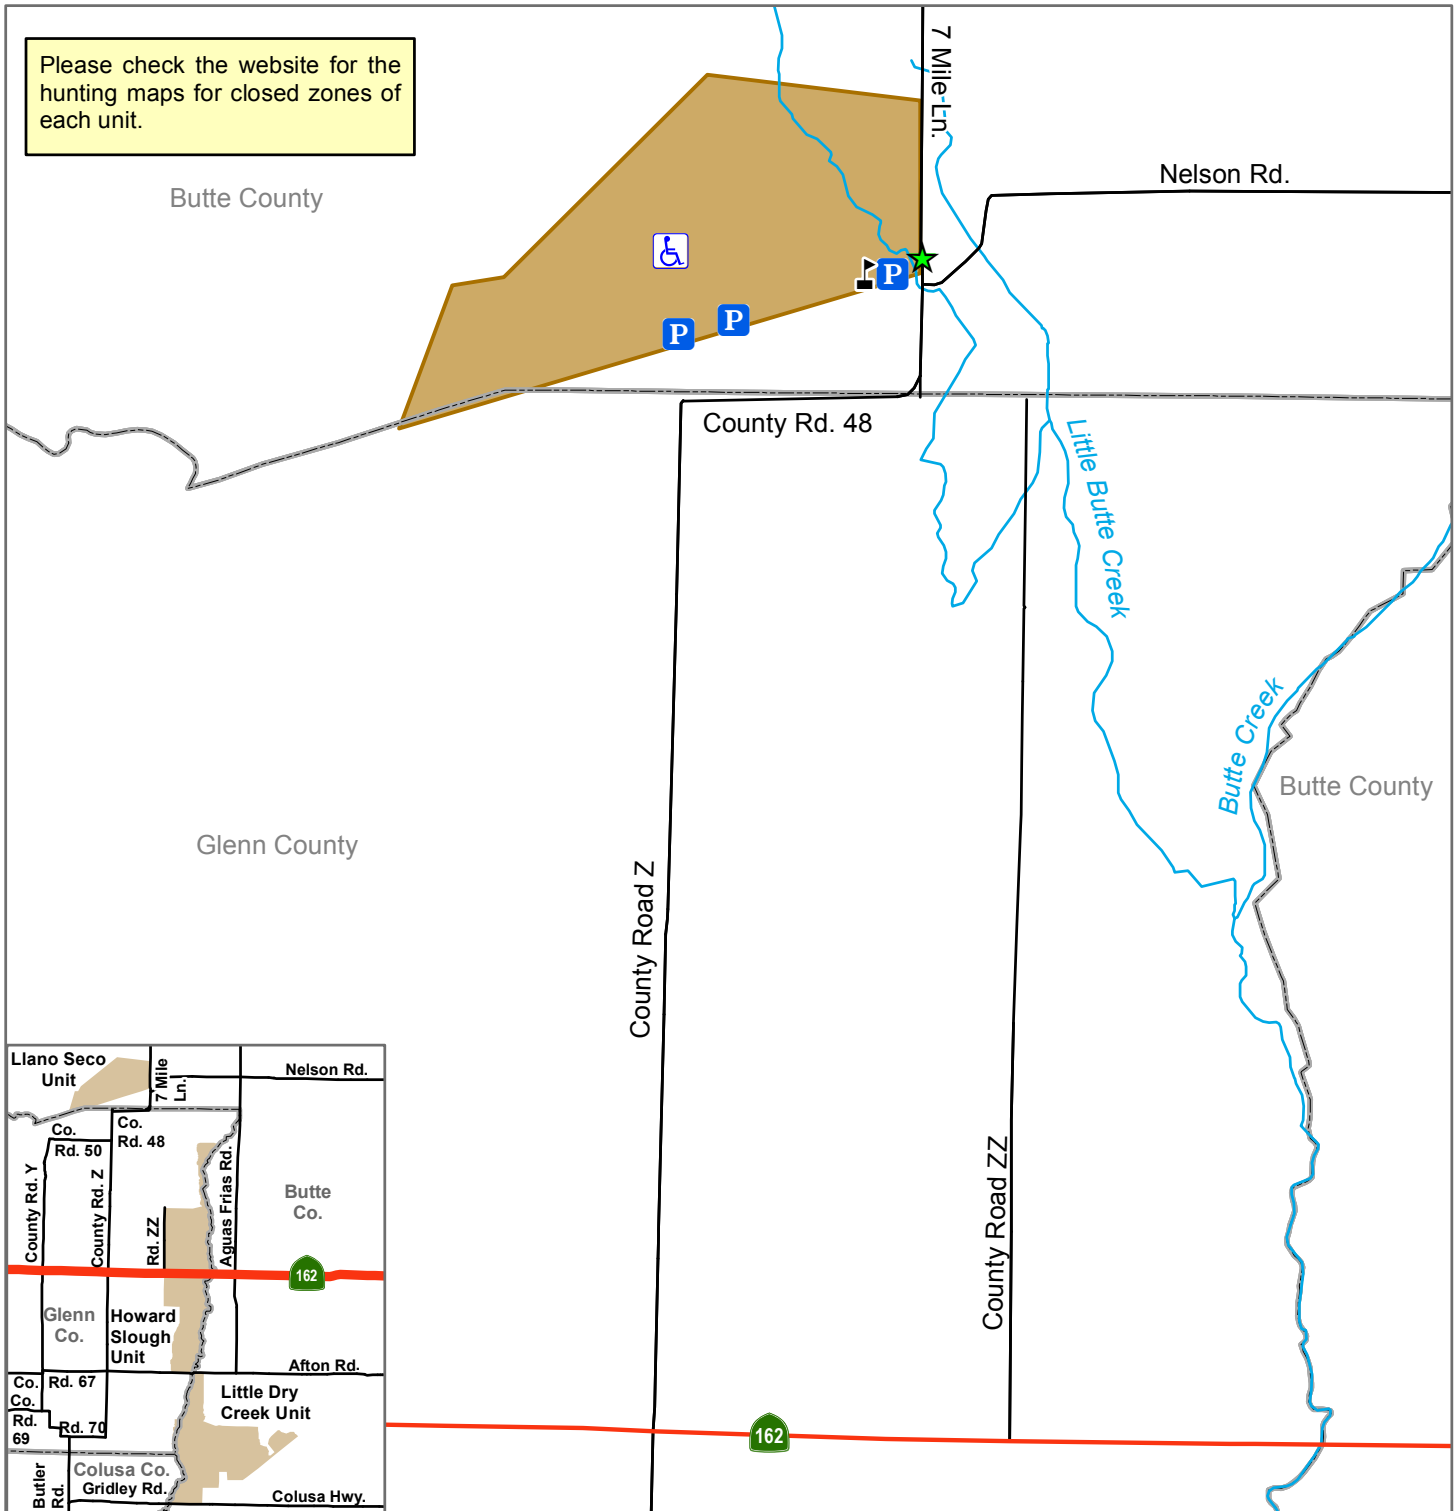 Please check the website for the
hunting maps for closed zones of
each unit.
7 Mile Ln.
Nelson Rd.
Butte County
P
P
P
County Rd. 48
Little Butte Creek
Butte Creek
Butte County
Glenn County
County Road Z
County Road ZZ
162
Llano Seco
Unit
7 Mile
Ln.
Nelson Rd.
Co.
Rd. 48
Co.
Rd. 50
County Rd. Y
County Rd. Z
Rd. ZZ
Aguas Frias Rd.
Butte
Co.
162
Glenn
Co.
Howard
Slough
Unit
Afton Rd.
Co.
Rd. 67
Co.
Rd.
69
Rd. 70
Little Dry
Creek Unit
Colusa Co.
Gridley Rd.
Butler
Rd.
Colusa Hwy.